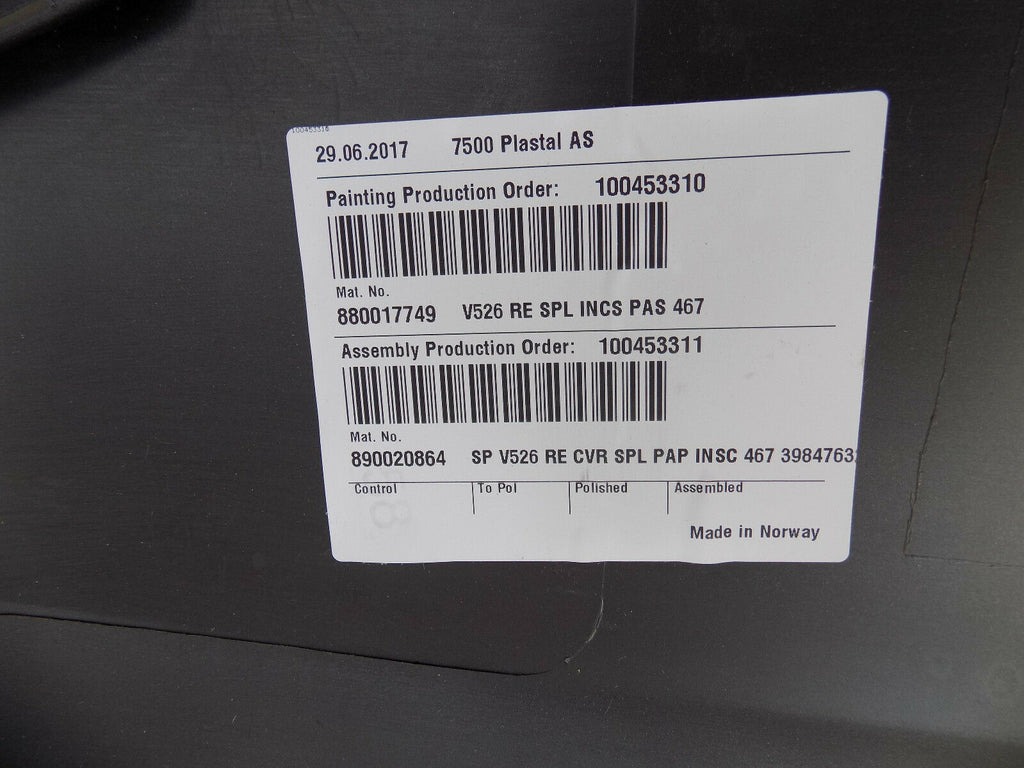 29.06.2017 7500 Plastal AS
Painting Production Order: 100453310
Mat. No.
880017749 V526 RE SPL INCS PAS 467
Assembly Production Order: 100453311
Mat. No.
890020864 SP V526 RE CVR SPL PAP INSC 467 3984763
Control To Pol Polished Assembled
Made in Norway